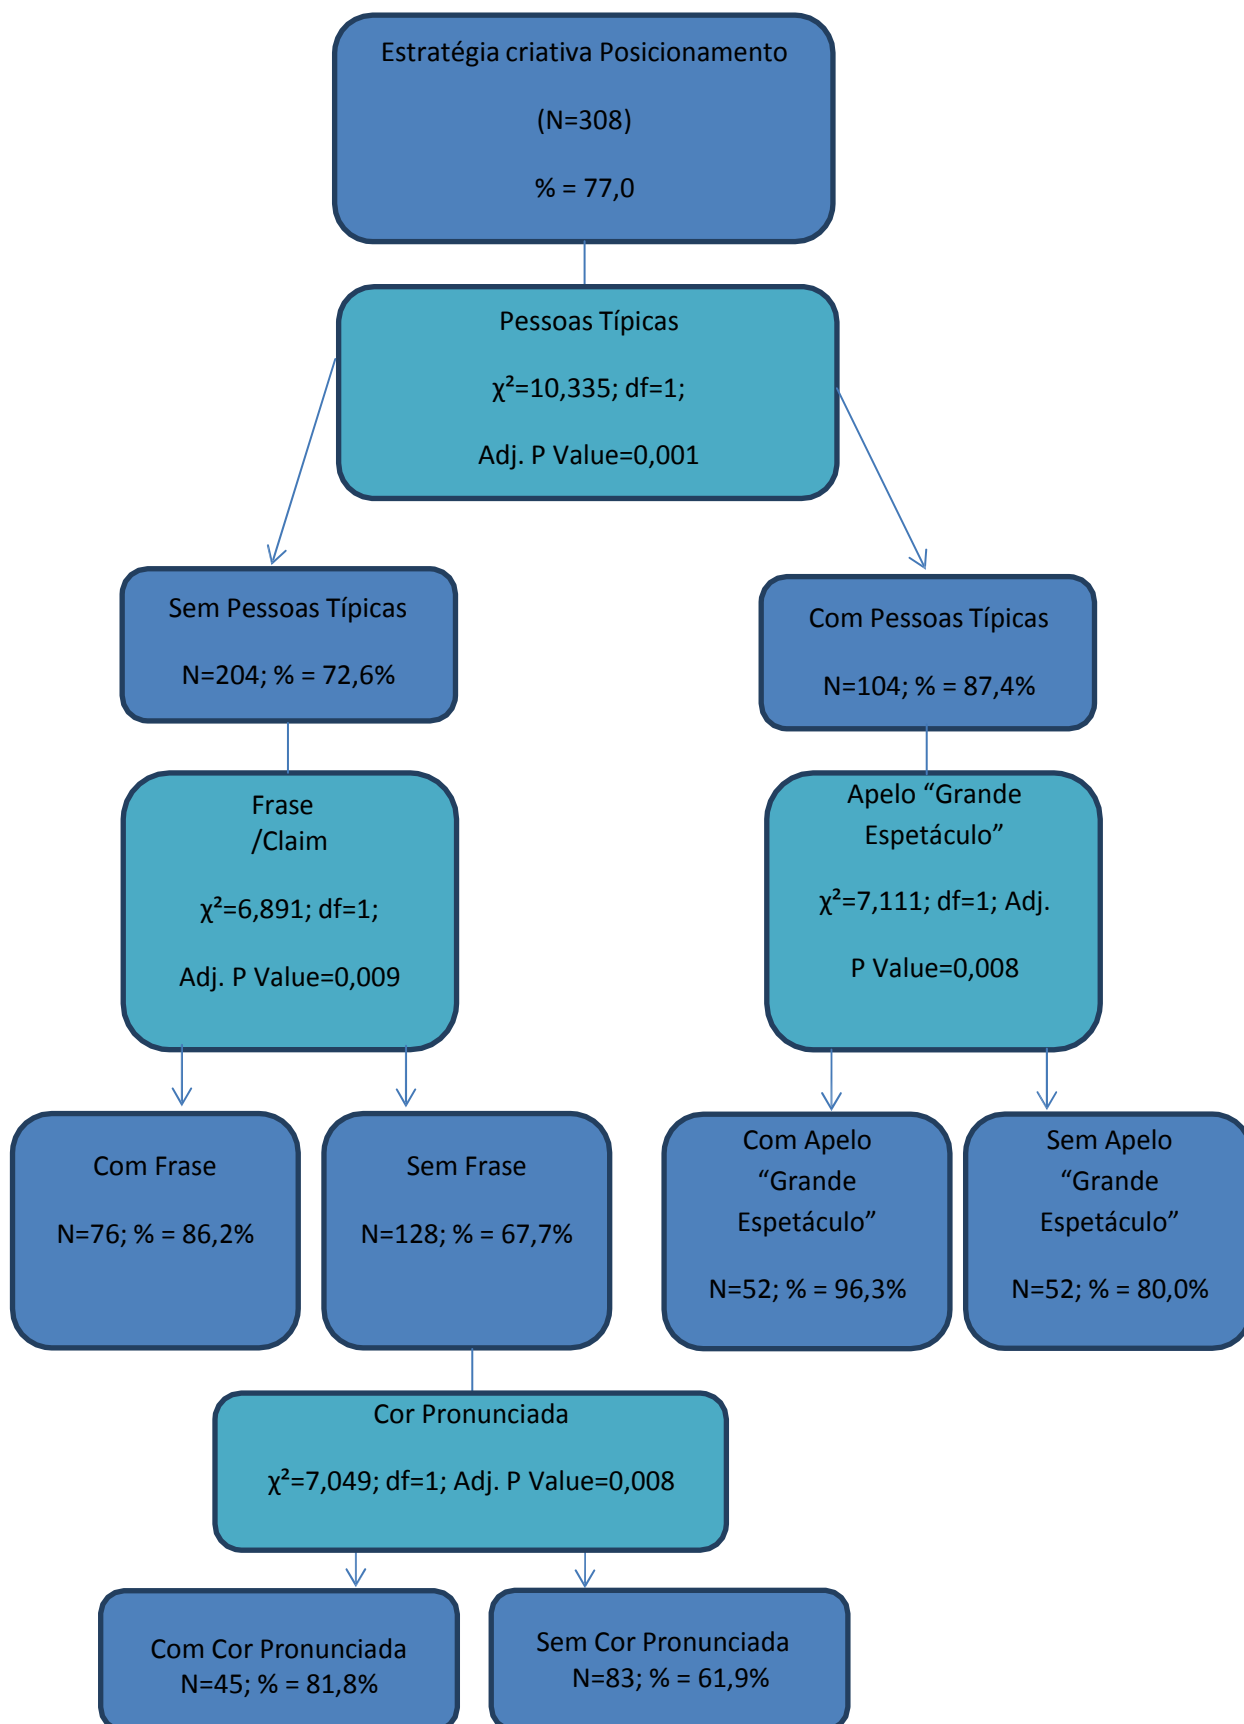 Estratégia criativa Posicionamento
(N=308)
% = 77,0
Pessoas Típicas
χ²=10,335; df=1;
Adj. P Value=0,001
Sem Pessoas Típicas
N=204; % = 72,6%
Com Pessoas Típicas
N=104; % = 87,4%
Frase
/Claim
χ²=6,891; df=1;
Adj. P Value=0,009
Apelo “Grande
Espetáculo”
χ²=7,111; df=1; Adj.
P Value=0,008
Com Frase
N=76; % = 86,2%
Sem Frase
N=128; % = 67,7%
Com Apelo
“Grande
Espetáculo”
N=52; % = 96,3%
Sem Apelo
“Grande
Espetáculo”
N=52; % = 80,0%
Cor Pronunciada
χ²=7,049; df=1; Adj. P Value=0,008
Com Cor Pronunciada
N=45; % = 81,8%
Sem Cor Pronunciada
N=83; % = 61,9%